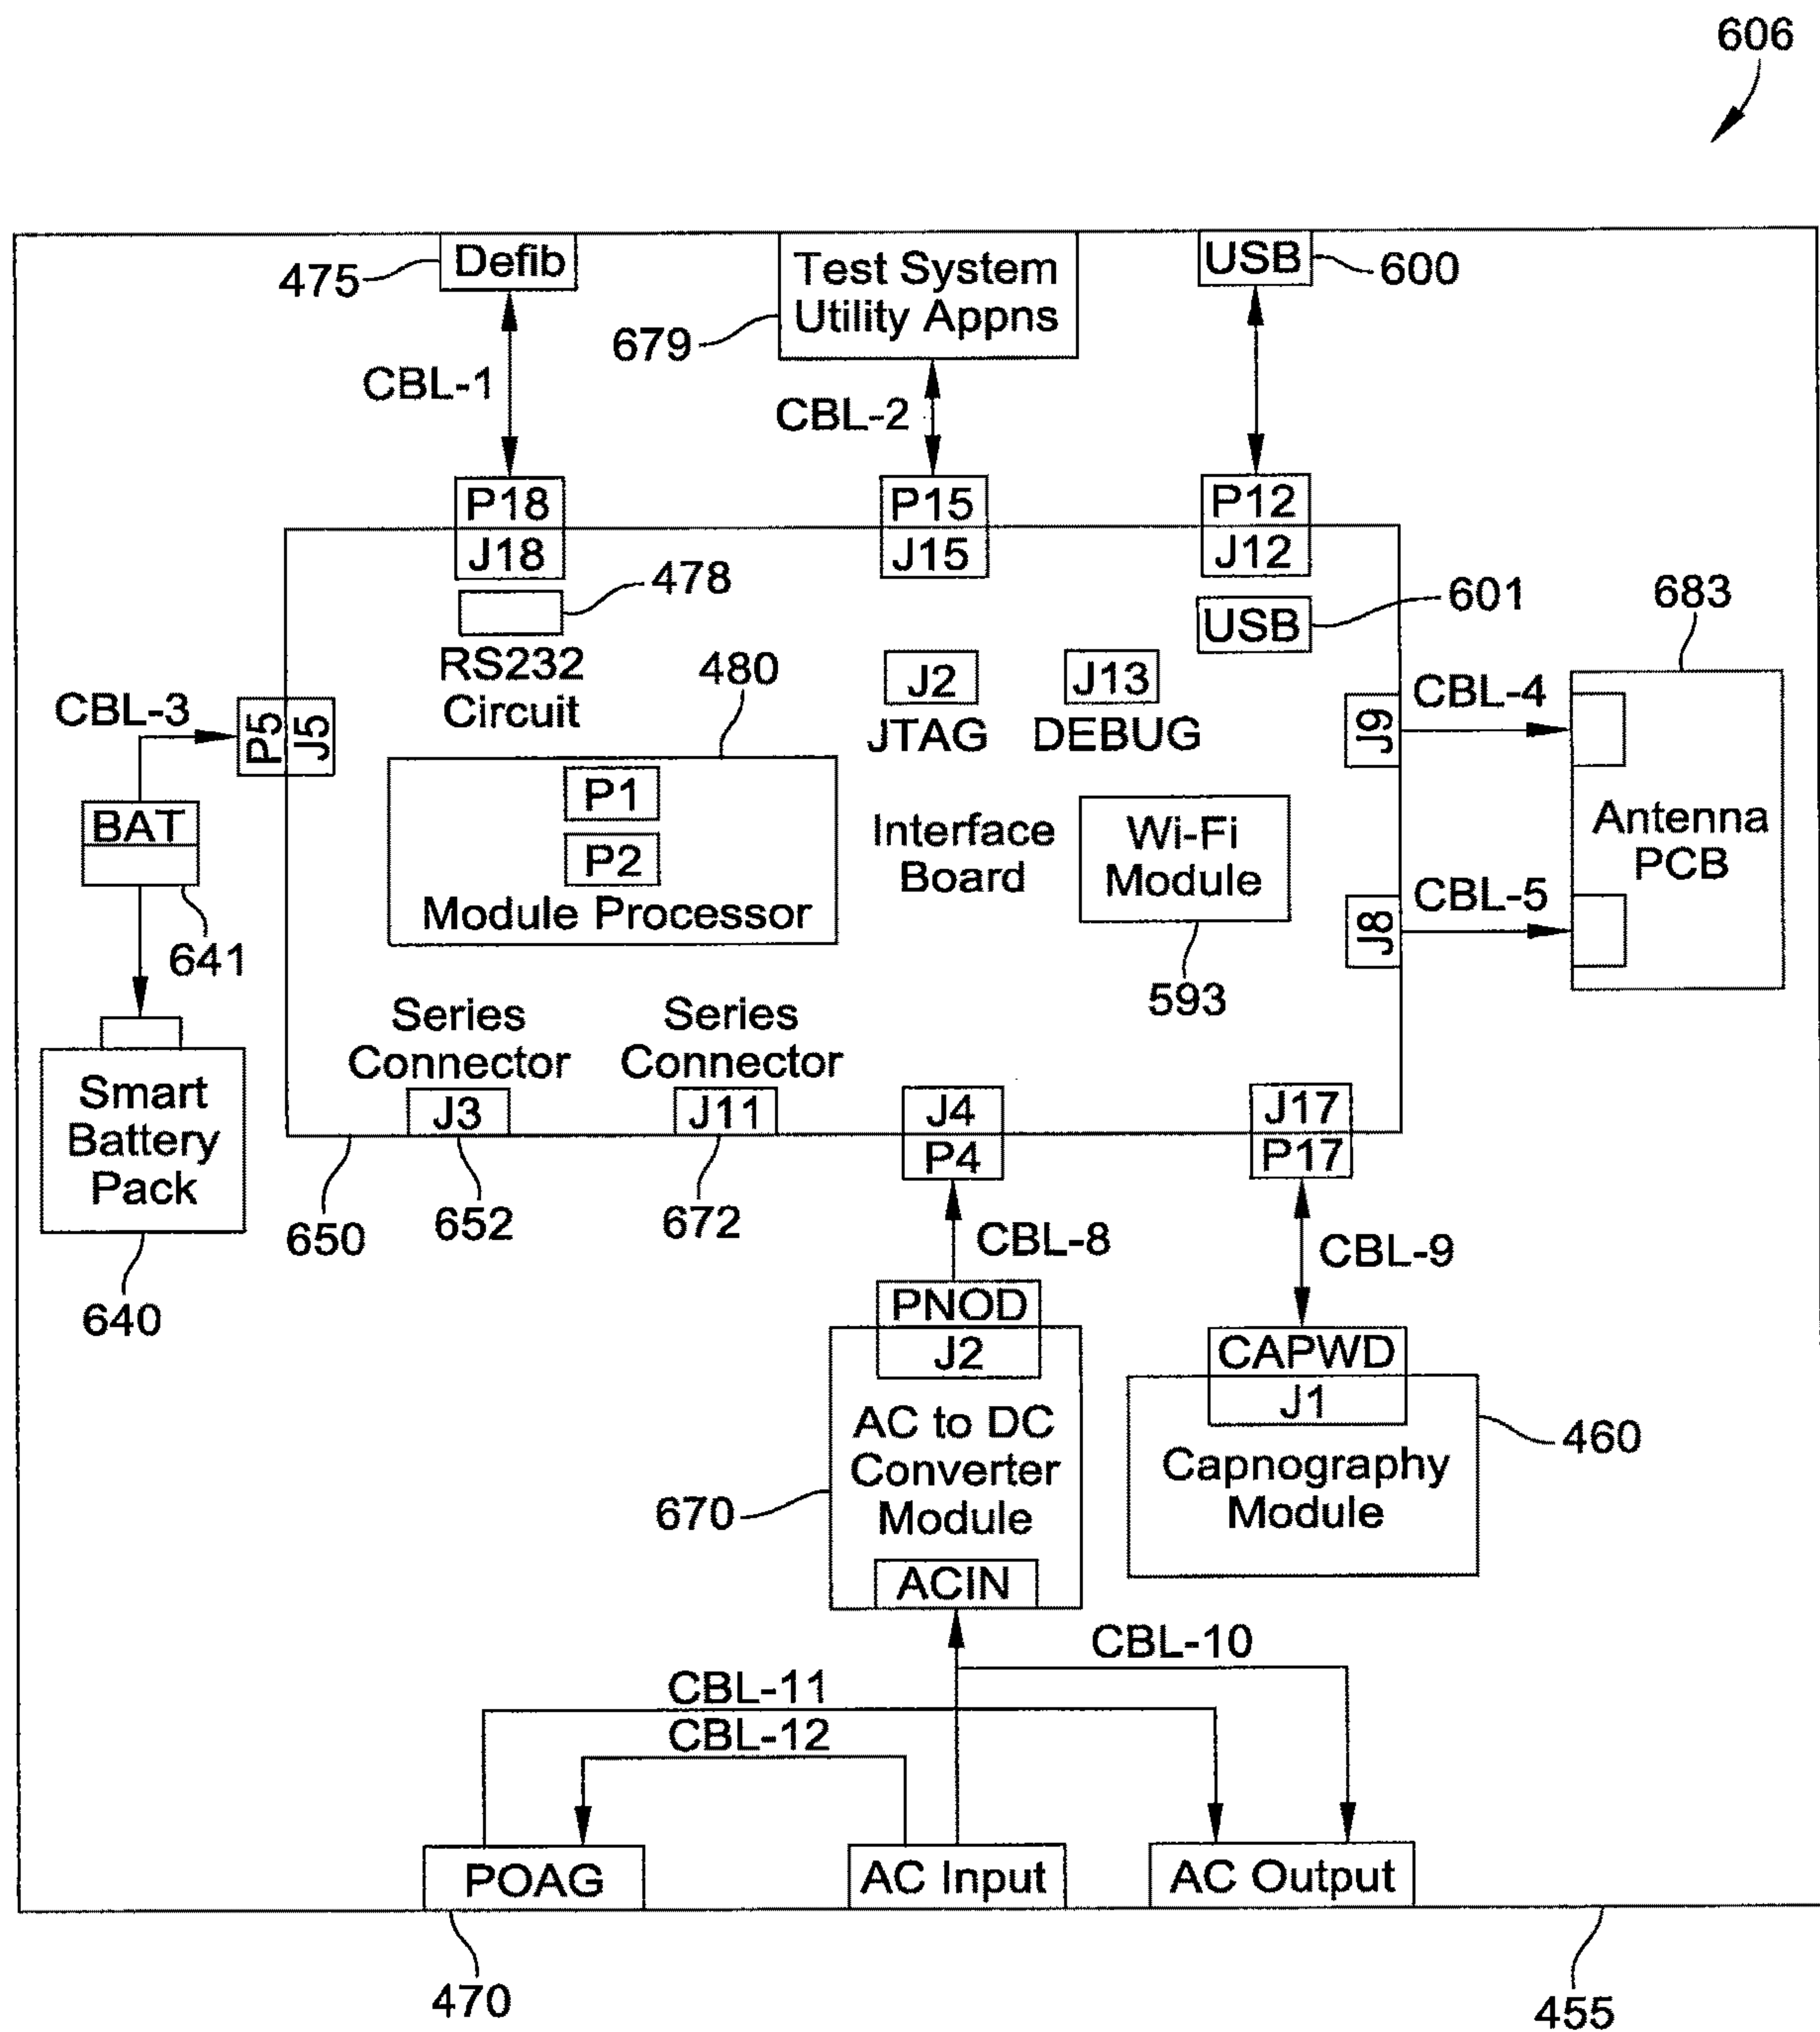 606
Defib
475
Test System
Utility Appns
679
USB
600
CBL-1
CBL-2
P18
J18
P15
J15
P12
J12
478
RS232
Circuit
USB
601
683
480
J2
JTAG
J13
DEBUG
CBL-3
P5
J5
J9
CBL-4
BAT
641
P1
P2
Module Processor
Interface
Board
Wi-Fi
Module
593
Antenna
PCB
J8
CBL-5
Smart
Battery
Pack
640
Series
Connector
J3
Series
Connector
J11
J4
P4
J17
P17
650
652
672
CBL-8
CBL-9
PNOD
J2
AC to DC
Converter
Module
670
ACIN
CAPWD
J1
Capnography
Module
460
CBL-10
CBL-11
CBL-12
POAG
AC Input
AC Output
470
455